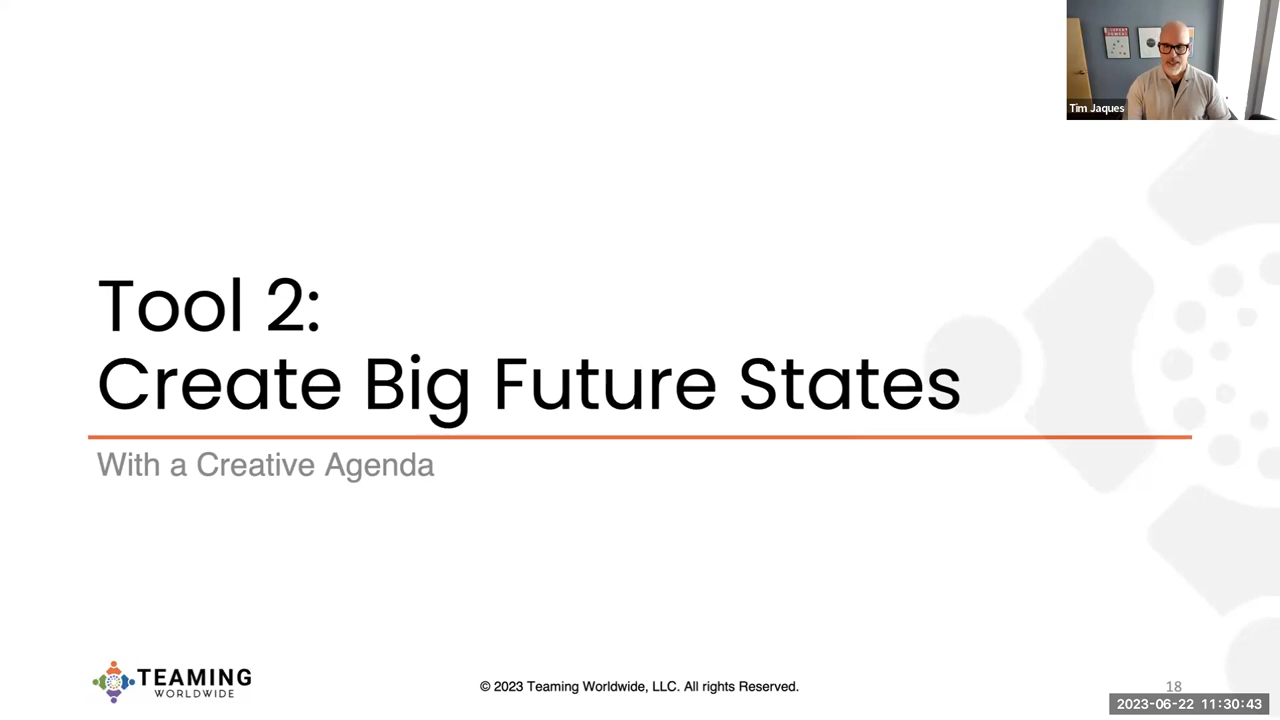 Tim Jaques
Tool 2:
Create Big Future States
With a Creative Agenda
TEAMING
WORLDWIDE
© 2023 Teaming Worldwide, LLC. All rights Reserved.
18
2023-06-22 11:30:43